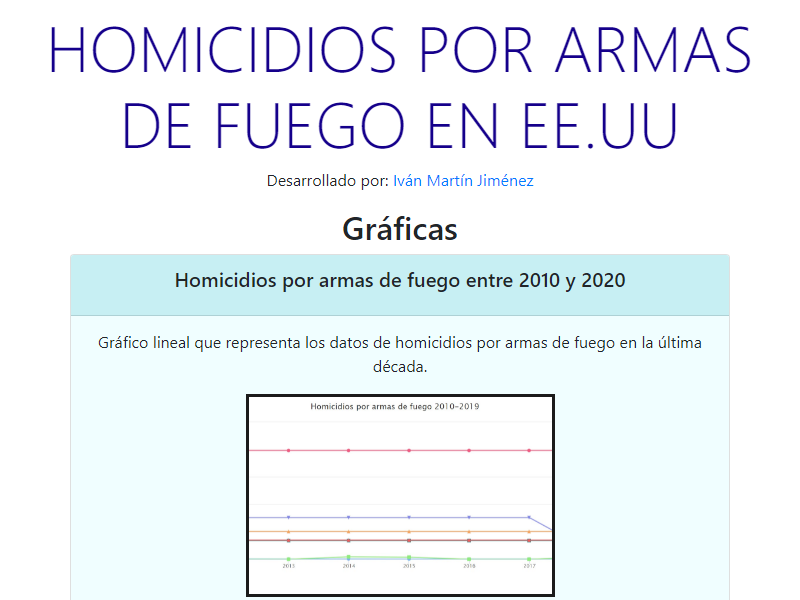 HOMICIDIOS POR ARMAS
DE FUEGO EN EE.UU
Desarrollado por: Iván Martín Jiménez
Gráficas
Homicidios por armas de fuego entre 2010 y 2020
Gráfico lineal que representa los datos de homicidios por armas de fuego en la última
década.
Homicidios por armas de fuego 2010-2019
2013 2014 2015 2016 2017